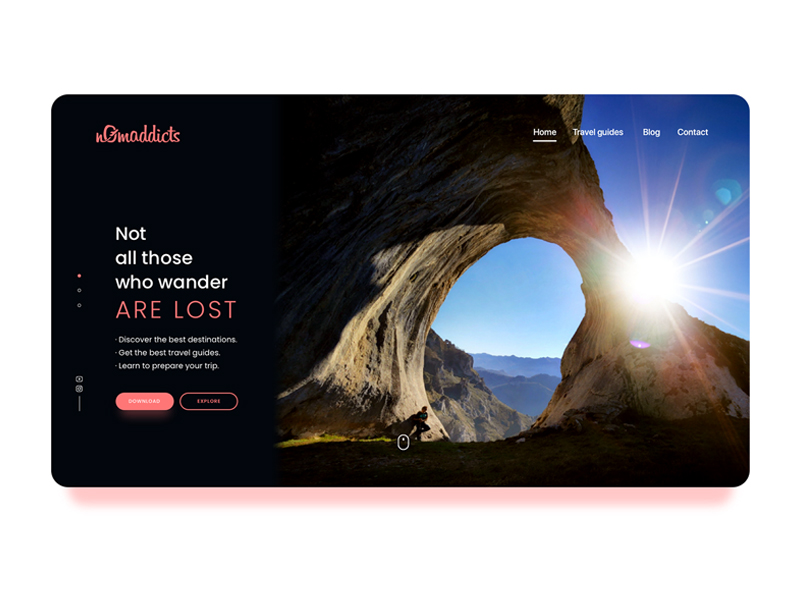 nomaddicts
Home Travel guides Blog Contact
Not
all those
who wander
ARE LOST
· Discover the best destinations.
· Get the best travel guides.
· Learn to prepare your trip.
DOWNLOAD EXPLORE